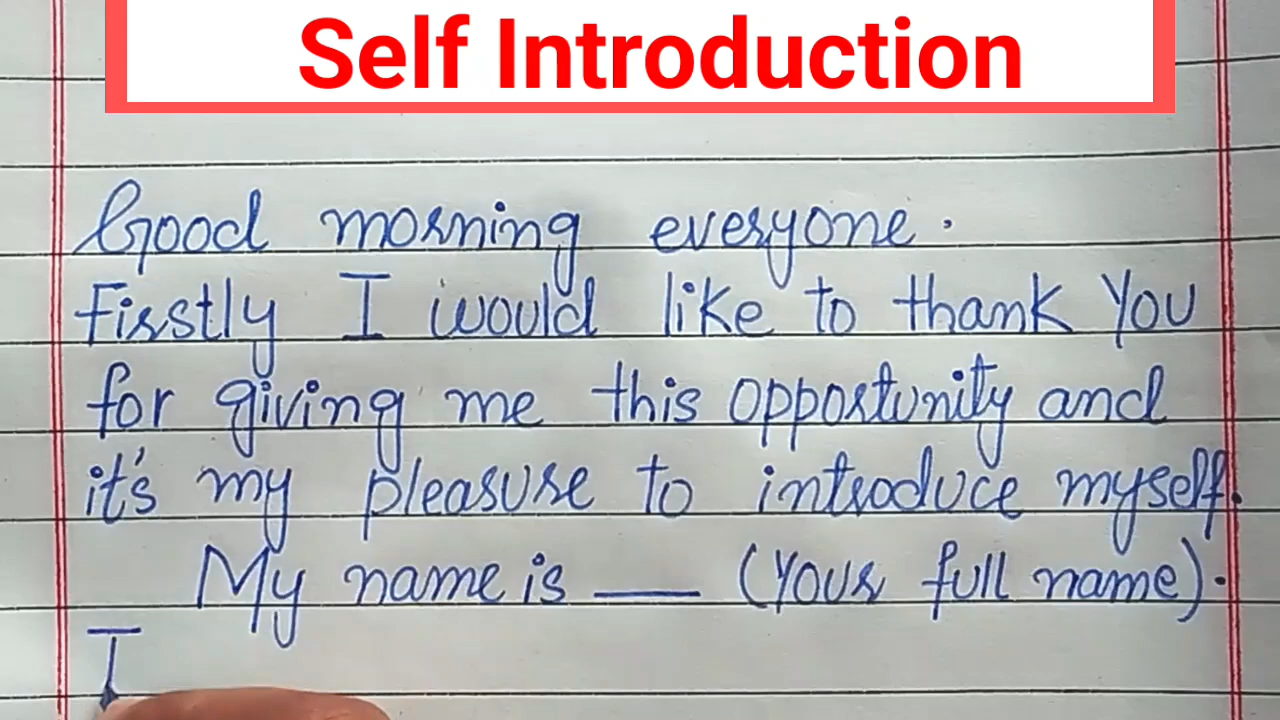 Self Introduction
Good morning everyone.
Firstly I would like to thank You
for giving me this opportunity and
it's my pleasure to introduce myself.
My name is ___ (Your full name).
I